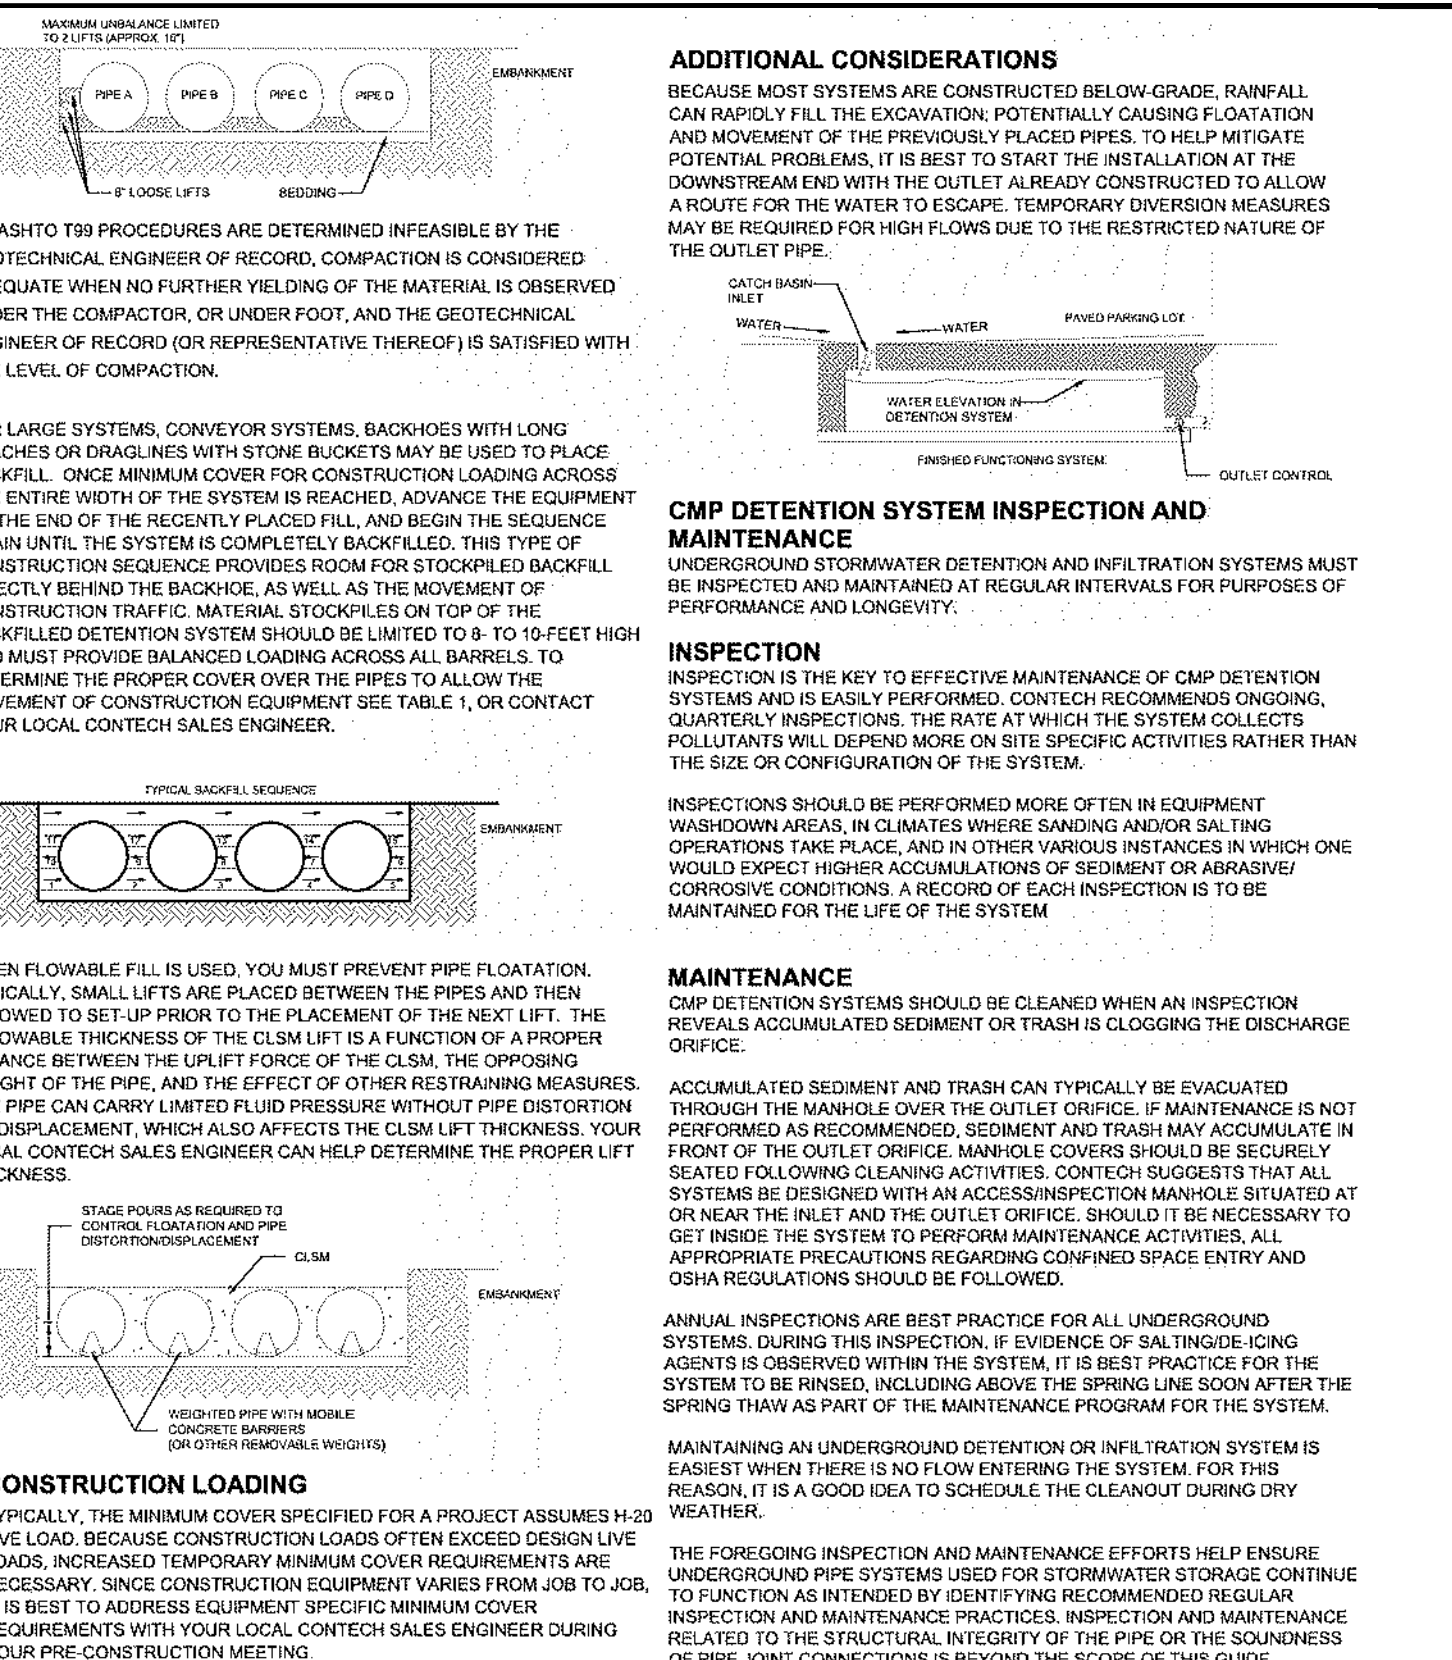 MAXIMUM UNBALANCE LIMITED
TO 2 LIFTS (APPROX. 16")
EMBANKMENT
PIPE A
PIPE B
PIPE C
PIPE D
8" LOOSE LIFTS
BEDDING
ASHTO T99 PROCEDURES ARE DETERMINED INFEASIBLE BY THE
OTECHNICAL ENGINEER OF RECORD, COMPACTION IS CONSIDERED
EQUATE WHEN NO FURTHER YIELDING OF THE MATERIAL IS OBSERVED
DER THE COMPACTOR, OR UNDER FOOT, AND THE GEOTECHNICAL
GINEER OF RECORD (OR REPRESENTATIVE THEREOF) IS SATISFIED WITH
LEVEL OF COMPACTION.
LARGE SYSTEMS, CONVEYOR SYSTEMS, BACKHOES WITH LONG
ACHES OR DRAGLINES WITH STONE BUCKETS MAY BE USED TO PLACE
KFILL. ONCE MINIMUM COVER FOR CONSTRUCTION LOADING ACROSS
ENTIRE WIDTH OF THE SYSTEM IS REACHED, ADVANCE THE EQUIPMENT
THE END OF THE RECENTLY PLACED FILL, AND BEGIN THE SEQUENCE
AIN UNTIL THE SYSTEM IS COMPLETELY BACKFILLED. THIS TYPE OF
NSTRUCTION SEQUENCE PROVIDES ROOM FOR STOCKPILED BACKFILL
ECTLY BEHIND THE BACKHOE, AS WELL AS THE MOVEMENT OF
NSTRUCTION TRAFFIC. MATERIAL STOCKPILES ON TOP OF THE
KFILLED DETENTION SYSTEM SHOULD BE LIMITED TO 8- TO 10-FEET HIGH
MUST PROVIDE BALANCED LOADING ACROSS ALL BARRELS. TO
ERMINE THE PROPER COVER OVER THE PIPES TO ALLOW THE
VEMENT OF CONSTRUCTION EQUIPMENT SEE TABLE 1, OR CONTACT
UR LOCAL CONTECH SALES ENGINEER.
TYPICAL BACKFILL SEQUENCE
EMBANKMENT
EN FLOWABLE FILL IS USED, YOU MUST PREVENT PIPE FLOATATION.
ICALLY, SMALL LIFTS ARE PLACED BETWEEN THE PIPES AND THEN
OWED TO SET-UP PRIOR TO THE PLACEMENT OF THE NEXT LIFT. THE
OWABLE THICKNESS OF THE CLSM LIFT IS A FUNCTION OF A PROPER
ANCE BETWEEN THE UPLIFT FORCE OF THE CLSM, THE OPPOSING
GHT OF THE PIPE, AND THE EFFECT OF OTHER RESTRAINING MEASURES.
PIPE CAN CARRY LIMITED FLUID PRESSURE WITHOUT PIPE DISTORTION
DISPLACEMENT, WHICH ALSO AFFECTS THE CLSM LIFT THICKNESS. YOUR
AL CONTECH SALES ENGINEER CAN HELP DETERMINE THE PROPER LIFT
CKNESS.
STAGE POURS AS REQUIRED TO
CONTROL FLOATATION AND PIPE
DISTORTION/DISPLACEMENT
CLSM
EMBANKMENT
WEIGHTED PIPE WITH MOBILE
CONCRETE BARRIERS
(OR OTHER REMOVABLE WEIGHTS)
ONSTRUCTION LOADING
YPICALLY, THE MINIMUM COVER SPECIFIED FOR A PROJECT ASSUMES H-20
VE LOAD. BECAUSE CONSTRUCTION LOADS OFTEN EXCEED DESIGN LIVE
OADS, INCREASED TEMPORARY MINIMUM COVER REQUIREMENTS ARE
ECESSARY. SINCE CONSTRUCTION EQUIPMENT VARIES FROM JOB TO JOB,
IS BEST TO ADDRESS EQUIPMENT SPECIFIC MINIMUM COVER
EQUIREMENTS WITH YOUR LOCAL CONTECH SALES ENGINEER DURING
OUR PRE-CONSTRUCTION MEETING.
ADDITIONAL CONSIDERATIONS
BECAUSE MOST SYSTEMS ARE CONSTRUCTED BELOW-GRADE, RAINFALL
CAN RAPIDLY FILL THE EXCAVATION; POTENTIALLY CAUSING FLOATATION
AND MOVEMENT OF THE PREVIOUSLY PLACED PIPES. TO HELP MITIGATE
POTENTIAL PROBLEMS, IT IS BEST TO START THE INSTALLATION AT THE
DOWNSTREAM END WITH THE OUTLET ALREADY CONSTRUCTED TO ALLOW
A ROUTE FOR THE WATER TO ESCAPE. TEMPORARY DIVERSION MEASURES
MAY BE REQUIRED FOR HIGH FLOWS DUE TO THE RESTRICTED NATURE OF
THE OUTLET PIPE.
CATCH BASIN
INLET
WATER
WATER
PAVED PARKING LOT
WATER ELEVATION IN
DETENTION SYSTEM
FINISHED FUNCTIONING SYSTEM
OUTLET CONTROL
CMP DETENTION SYSTEM INSPECTION AND
MAINTENANCE
UNDERGROUND STORMWATER DETENTION AND INFILTRATION SYSTEMS MUST
BE INSPECTED AND MAINTAINED AT REGULAR INTERVALS FOR PURPOSES OF
PERFORMANCE AND LONGEVITY.
INSPECTION
INSPECTION IS THE KEY TO EFFECTIVE MAINTENANCE OF CMP DETENTION
SYSTEMS AND IS EASILY PERFORMED. CONTECH RECOMMENDS ONGOING,
QUARTERLY INSPECTIONS. THE RATE AT WHICH THE SYSTEM COLLECTS
POLLUTANTS WILL DEPEND MORE ON SITE SPECIFIC ACTIVITIES RATHER THAN
THE SIZE OR CONFIGURATION OF THE SYSTEM.
INSPECTIONS SHOULD BE PERFORMED MORE OFTEN IN EQUIPMENT
WASHDOWN AREAS, IN CLIMATES WHERE SANDING AND/OR SALTING
OPERATIONS TAKE PLACE, AND IN OTHER VARIOUS INSTANCES IN WHICH ONE
WOULD EXPECT HIGHER ACCUMULATIONS OF SEDIMENT OR ABRASIVE/
CORROSIVE CONDITIONS. A RECORD OF EACH INSPECTION IS TO BE
MAINTAINED FOR THE LIFE OF THE SYSTEM
MAINTENANCE
CMP DETENTION SYSTEMS SHOULD BE CLEANED WHEN AN INSPECTION
REVEALS ACCUMULATED SEDIMENT OR TRASH IS CLOGGING THE DISCHARGE
ORIFICE.
ACCUMULATED SEDIMENT AND TRASH CAN TYPICALLY BE EVACUATED
THROUGH THE MANHOLE OVER THE OUTLET ORIFICE. IF MAINTENANCE IS NOT
PERFORMED AS RECOMMENDED, SEDIMENT AND TRASH MAY ACCUMULATE IN
FRONT OF THE OUTLET ORIFICE. MANHOLE COVERS SHOULD BE SECURELY
SEATED FOLLOWING CLEANING ACTIVITIES. CONTECH SUGGESTS THAT ALL
SYSTEMS BE DESIGNED WITH AN ACCESS/INSPECTION MANHOLE SITUATED AT
OR NEAR THE INLET AND THE OUTLET ORIFICE. SHOULD IT BE NECESSARY TO
GET INSIDE THE SYSTEM TO PERFORM MAINTENANCE ACTIVITIES, ALL
APPROPRIATE PRECAUTIONS REGARDING CONFINED SPACE ENTRY AND
OSHA REGULATIONS SHOULD BE FOLLOWED.
ANNUAL INSPECTIONS ARE BEST PRACTICE FOR ALL UNDERGROUND
SYSTEMS. DURING THIS INSPECTION, IF EVIDENCE OF SALTING/DE-ICING
AGENTS IS OBSERVED WITHIN THE SYSTEM, IT IS BEST PRACTICE FOR THE
SYSTEM TO BE RINSED, INCLUDING ABOVE THE SPRING LINE SOON AFTER THE
SPRING THAW AS PART OF THE MAINTENANCE PROGRAM FOR THE SYSTEM.
MAINTAINING AN UNDERGROUND DETENTION OR INFILTRATION SYSTEM IS
EASIEST WHEN THERE IS NO FLOW ENTERING THE SYSTEM. FOR THIS
REASON, IT IS A GOOD IDEA TO SCHEDULE THE CLEANOUT DURING DRY
WEATHER.
THE FOREGOING INSPECTION AND MAINTENANCE EFFORTS HELP ENSURE
UNDERGROUND PIPE SYSTEMS USED FOR STORMWATER STORAGE CONTINUE
TO FUNCTION AS INTENDED BY IDENTIFYING RECOMMENDED REGULAR
INSPECTION AND MAINTENANCE PRACTICES. INSPECTION AND MAINTENANCE
RELATED TO THE STRUCTURAL INTEGRITY OF THE PIPE OR THE SOUNDNESS
OF PIPE JOINT CONNECTIONS IS BEYOND THE SCOPE OF THIS GUIDE